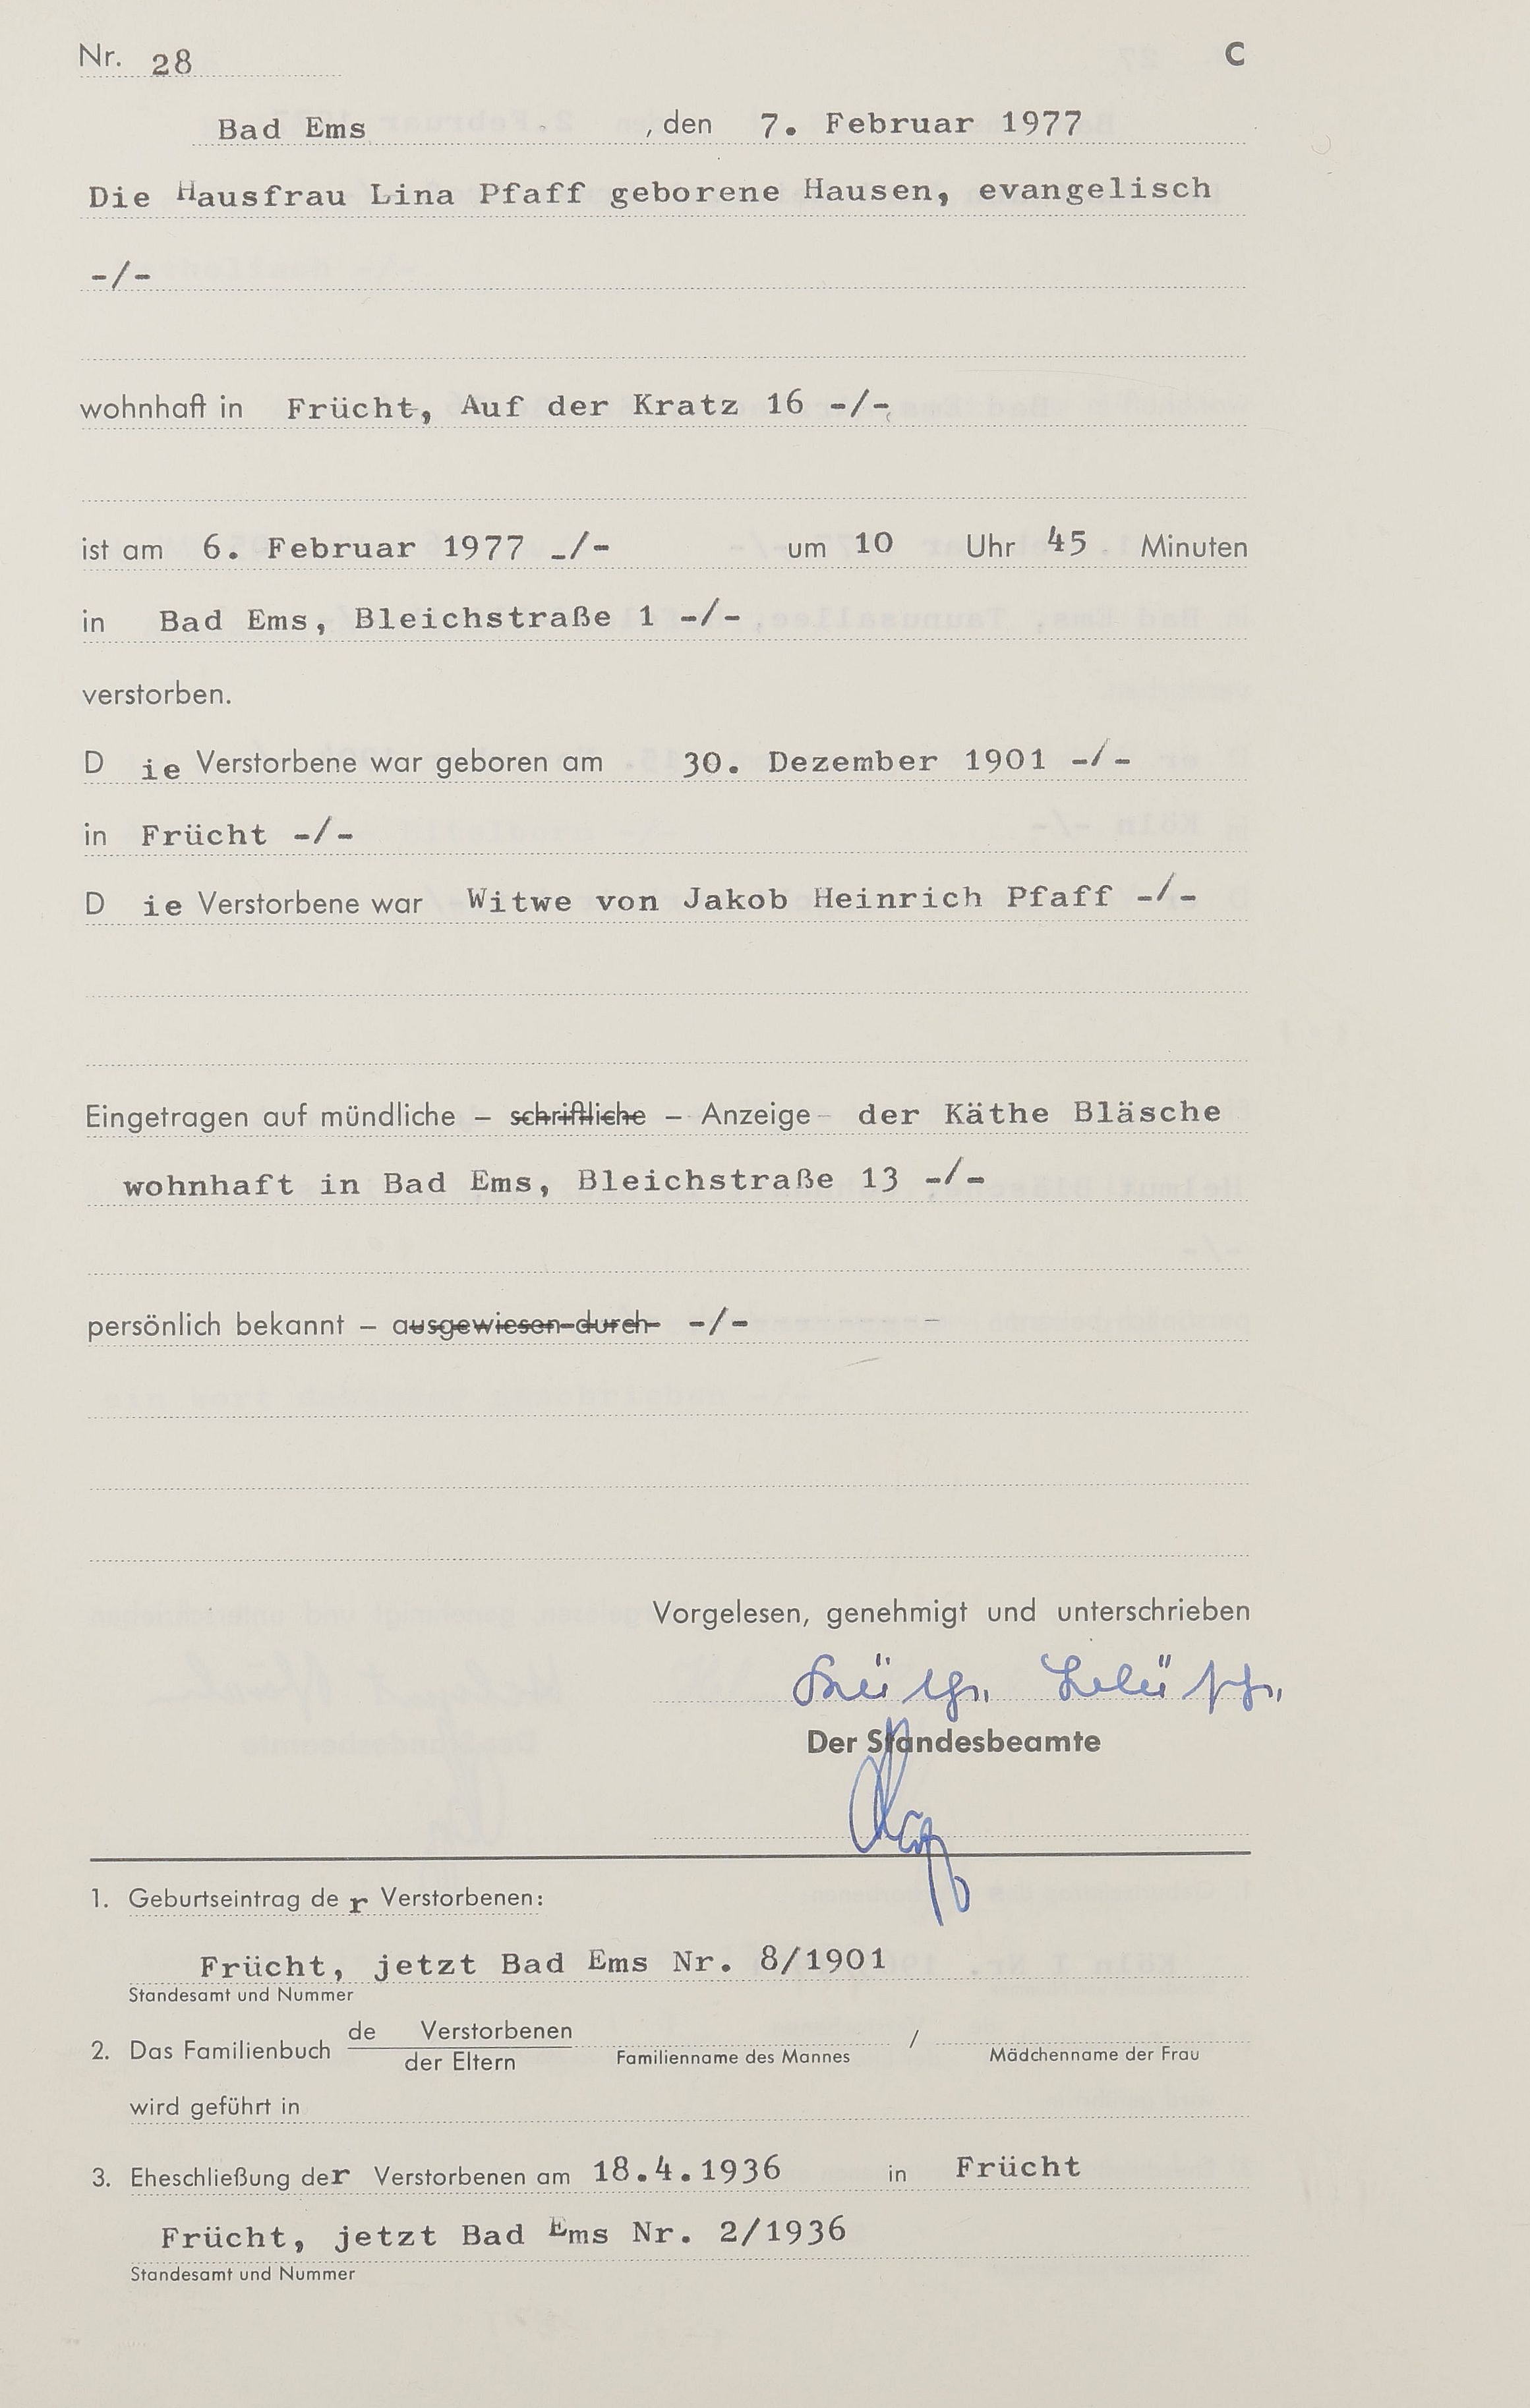 Nr. 28 C
Bad Ems , den 7. Februar 1977
Die Hausfrau Lina Pfaff geborene Hausen, evangelisch
-/-
wohnhaft in Frücht, Auf der Kratz 16 -/-
ist am 6. Februar 1977 -/- um 10 Uhr 45 Minuten
in Bad Ems, Bleichstraße 1 -/-
verstorben.
D ie Verstorbene war geboren am 30. Dezember 1901 -/-
in Frücht -/-
D ie Verstorbene war Witwe von Jakob Heinrich Pfaff -/-
Eingetragen auf mündliche – schriftliche – Anzeige – der Käthe Bläsche
wohnhaft in Bad Ems, Bleichstraße 13 -/-
persönlich bekannt – ausgewiesen durch -/-
Vorgelesen, genehmigt und unterschrieben
Der Standesbeamte
1. Geburtseintrag de r Verstorbenen:
Frücht, jetzt Bad Ems Nr. 8/1901
Standesamt und Nummer
2. Das Familienbuch de Verstorbenen /
der Eltern Familienname des Mannes Mädchenname der Frau
wird geführt in
3. Eheschließung der Verstorbenen am 18.4.1936 in Frücht
Frücht, jetzt Bad Ems Nr. 2/1936
Standesamt und Nummer